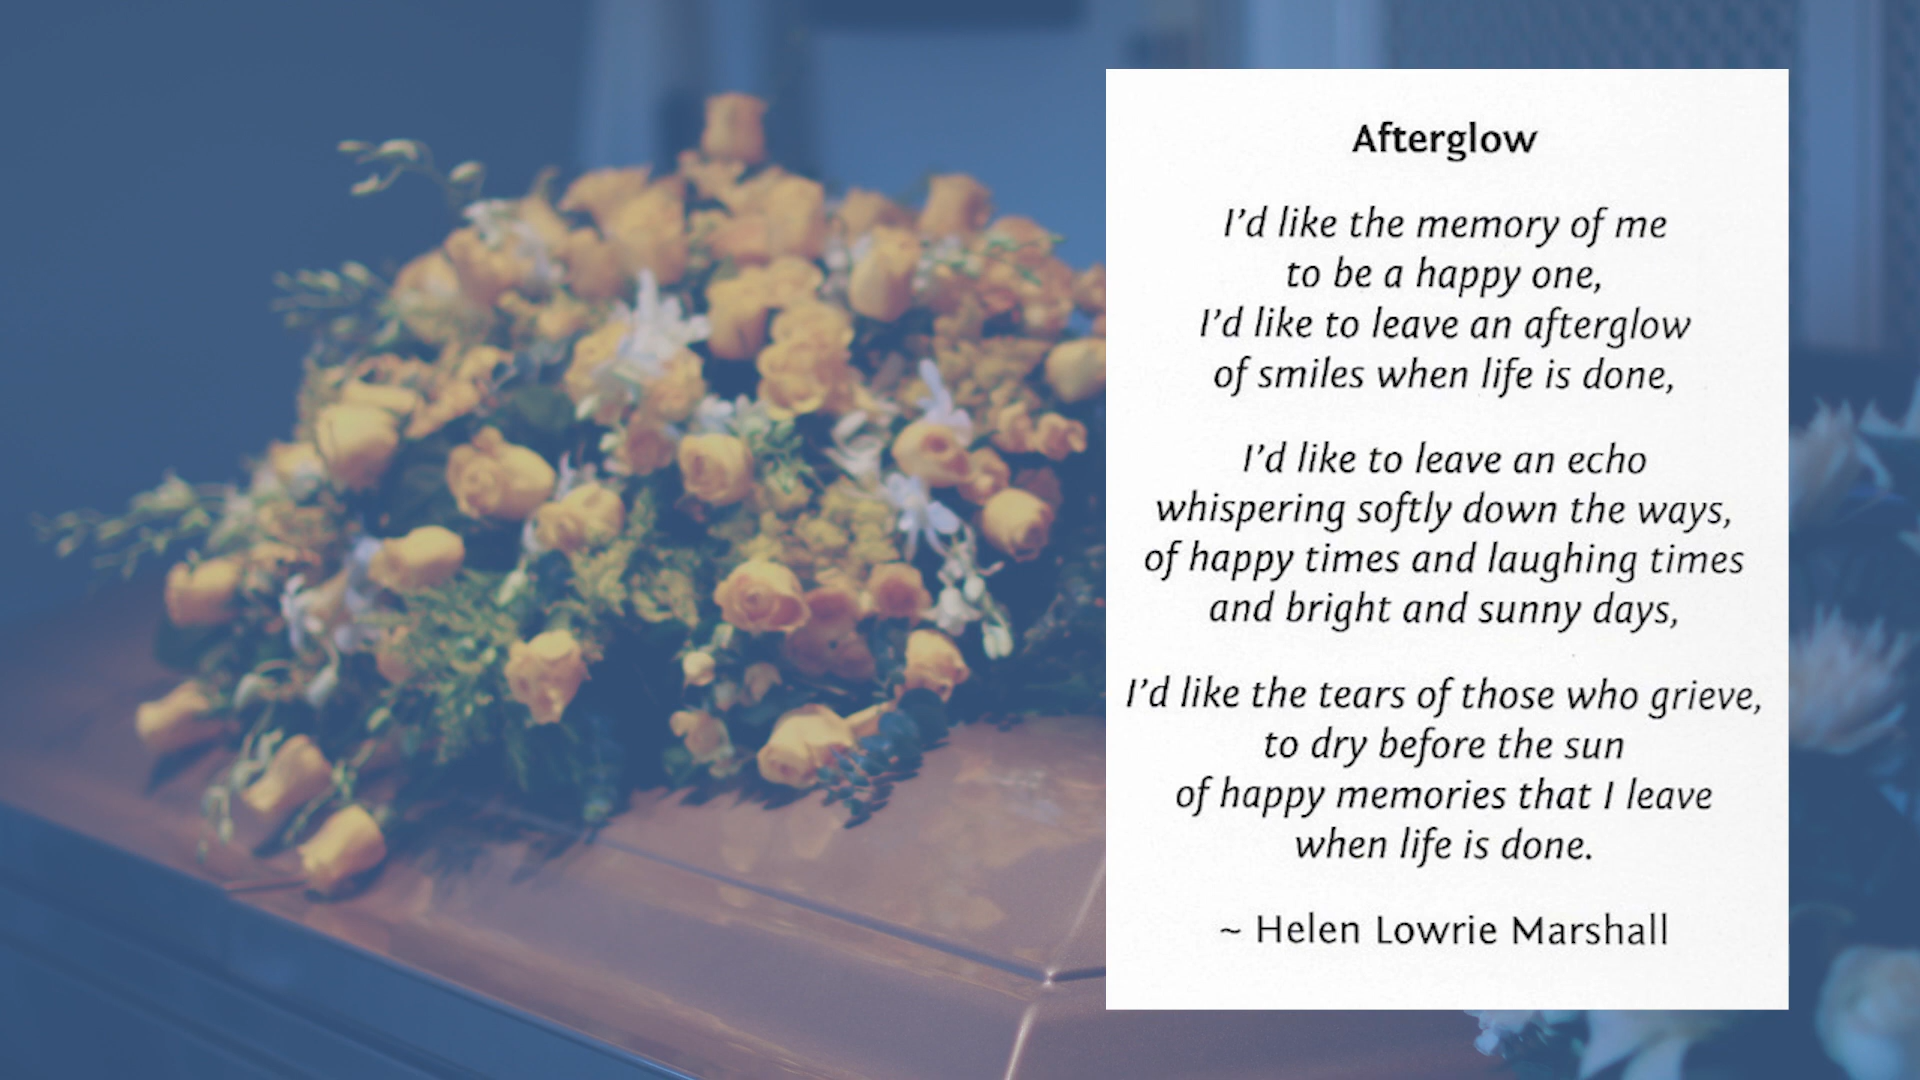 Afterglow
I'd like the memory of me
to be a happy one,
I'd like to leave an afterglow
of smiles when life is done,
I'd like to leave an echo
whispering softly down the ways,
of happy times and laughing times
and bright and sunny days,
I'd like the tears of those who grieve,
to dry before the sun
of happy memories that I leave
when life is done.
~ Helen Lowrie Marshall